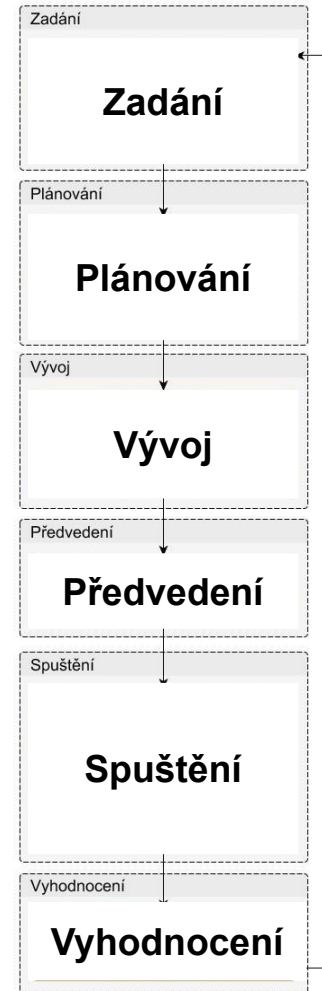 Zadání
Zadání
Plánování
Plánování
Vývoj
Vývoj
Předvedení
Předvedení
Spuštění
Spuštění
Vyhodnocení
Vyhodnocení